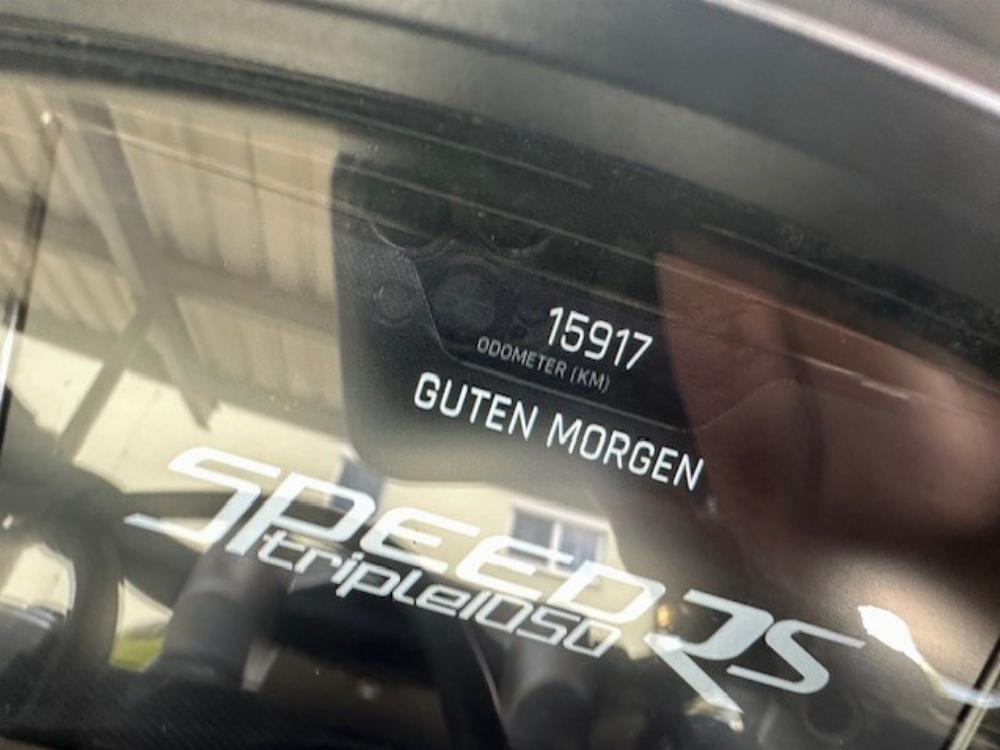 15917
ODOMETER (KM)
GUTEN MORGEN
SPEED RS
triple1050